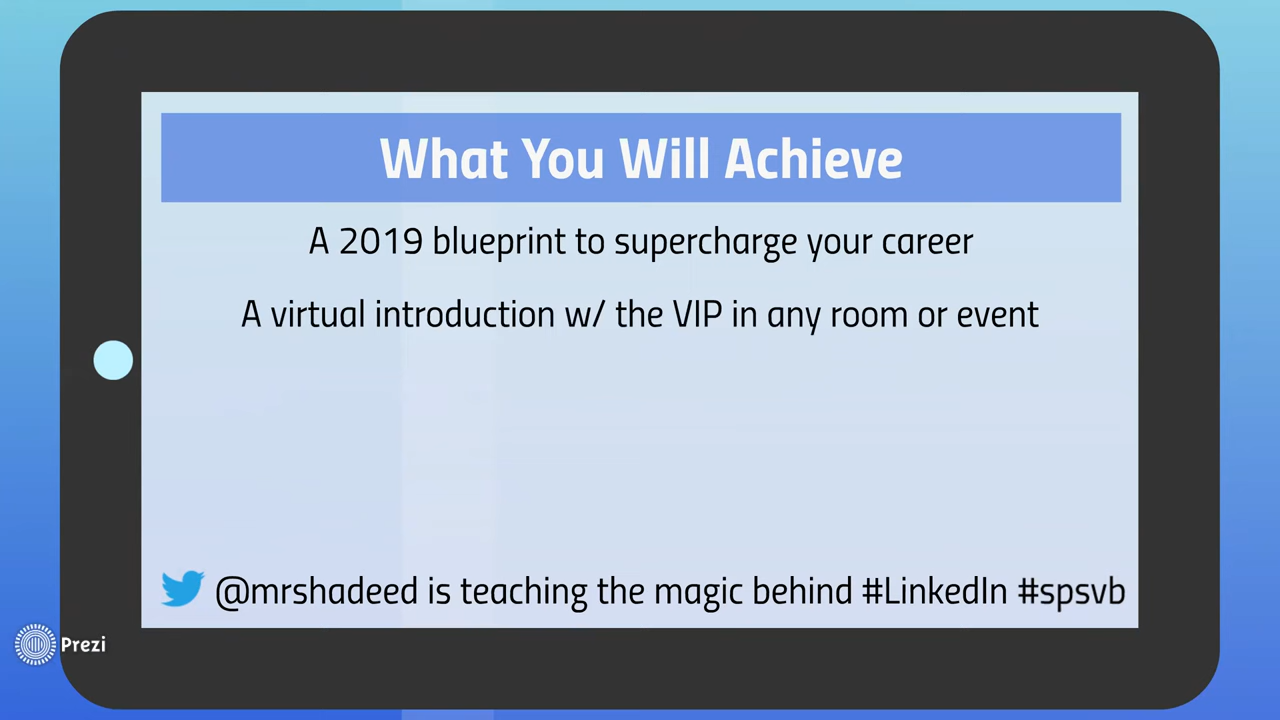 What You Will Achieve
A 2019 blueprint to supercharge your career
A virtual introduction w/ the VIP in any room or event
@mrshadeed is teaching the magic behind #LinkedIn #spsvb
Prezi